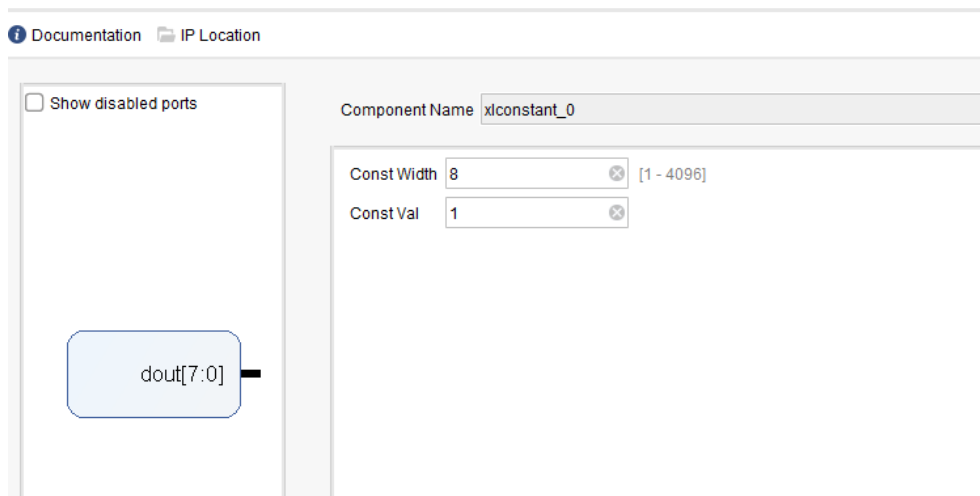 Documentation IP Location
Show disabled ports
Component Name xlconstant_0
Const Width 8 [1 - 4096]
Const Val 1
dout[7:0]